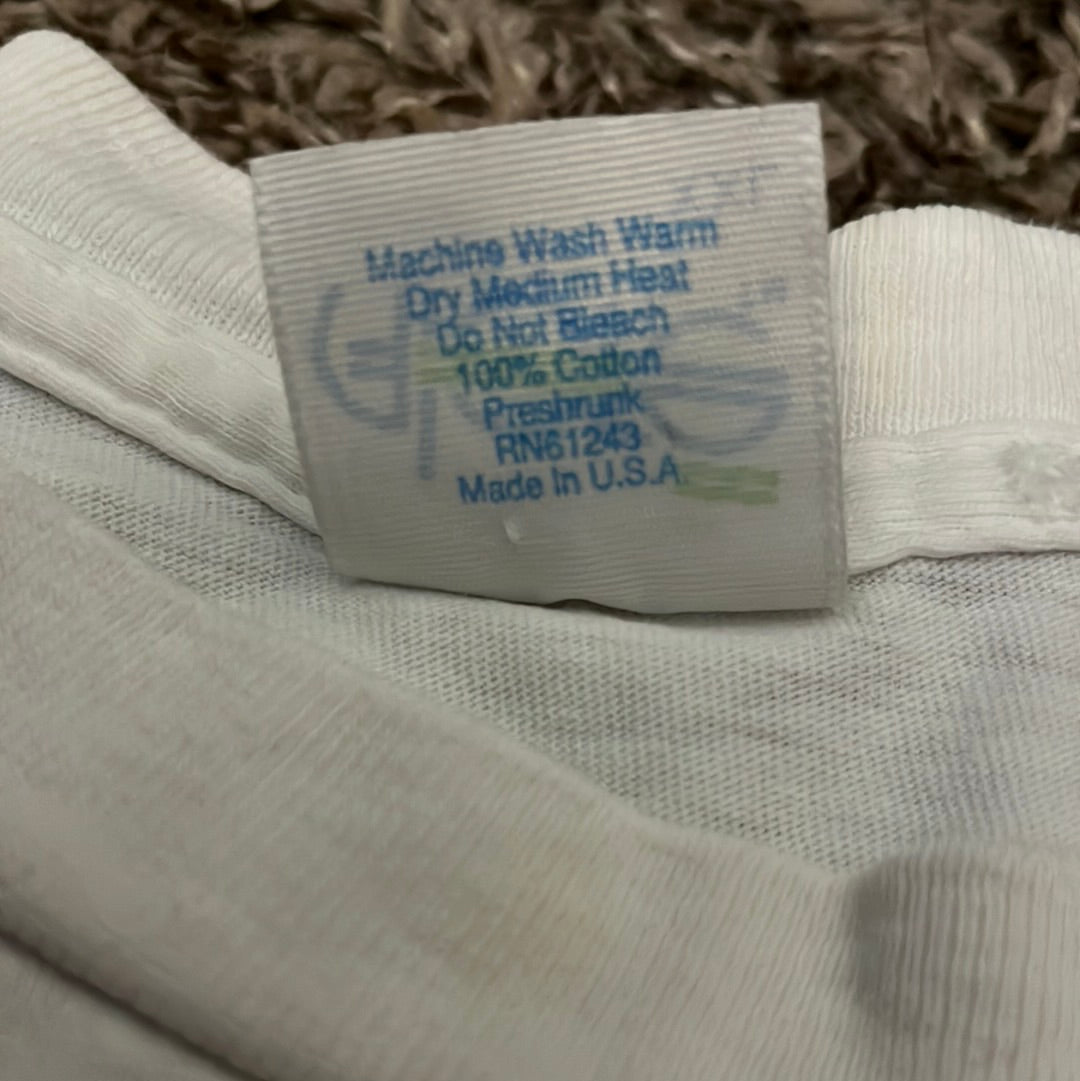 Machine Wash Warm
Dry Medium Heat
Do Not Bleach
100% Cotton
Preshrunk
RN61243
Made In U.S.A.